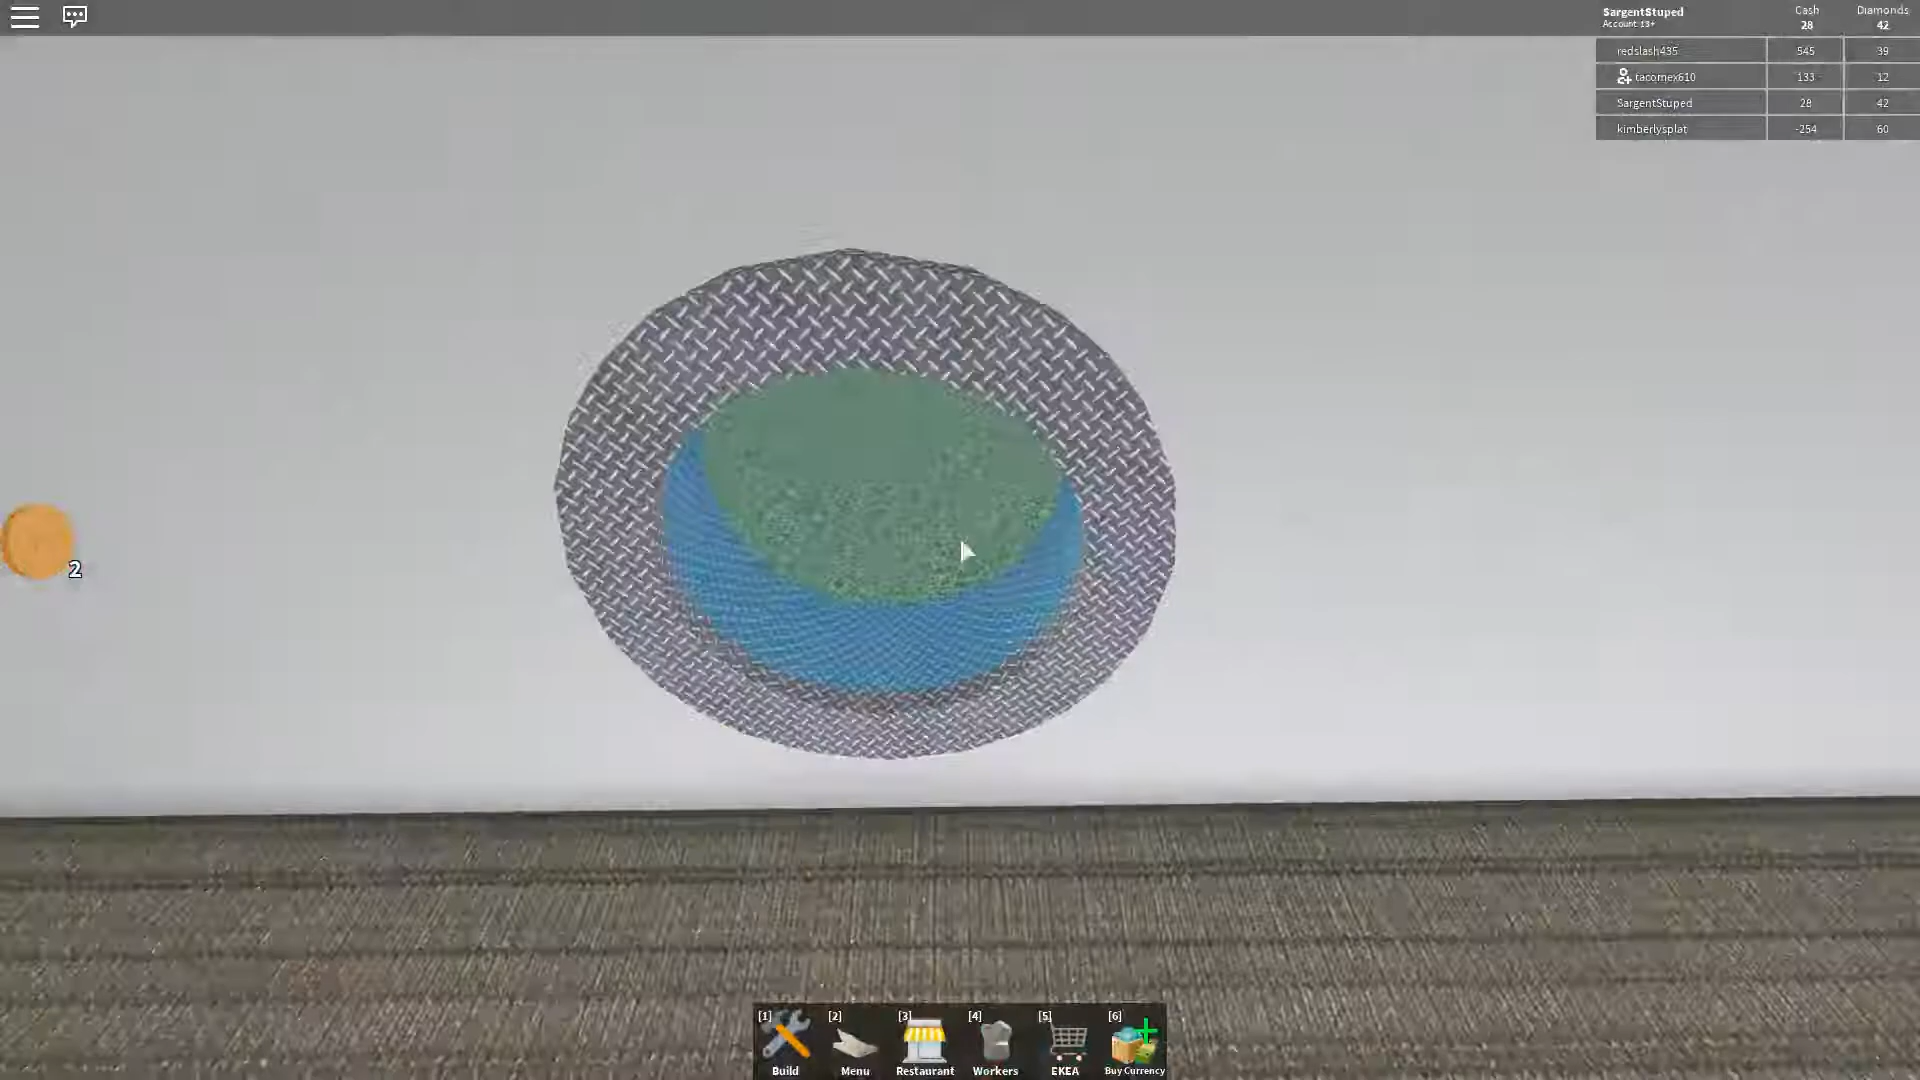 SargentStuped Cash Diamonds
Account: 13+ 28 42
redslash435 545 39
tacomex610 133 12
SargentStuped 28 42
kimberlysplat -254 60
2
[1] [2] [3] [4] [5] [6]
Build Menu Restaurant Workers EKEA Buy Currency